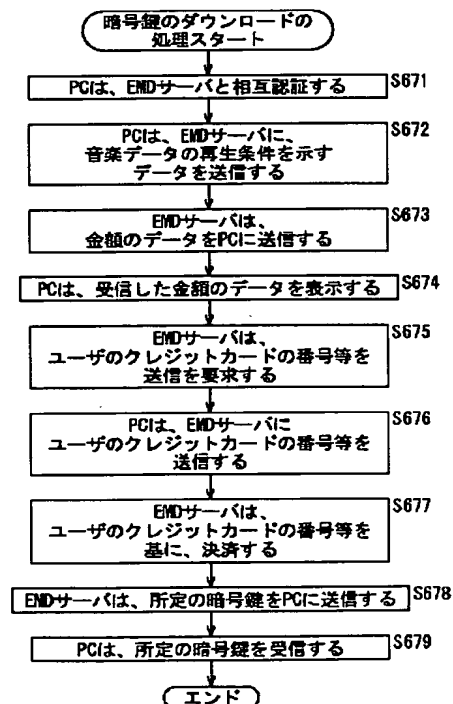 暗号鍵のダウンロードの
処理スタート
PCは、EMDサーバと相互認証する
S671
PCは、EMDサーバに、
音楽データの再生条件を示す
データを送信する
S672
EMDサーバは、
金額のデータをPCに送信する
S673
PCは、受信した金額のデータを表示する
S674
EMDサーバは、
ユーザのクレジットカードの番号等を
送信を要求する
S675
PCは、EMDサーバに
ユーザのクレジットカードの番号等を
送信する
S676
EMDサーバは、
ユーザのクレジットカードの番号等を
基に、決済する
S677
EMDサーバは、所定の暗号鍵をPCに送信する
S678
PCは、所定の暗号鍵を受信する
S679
エンド